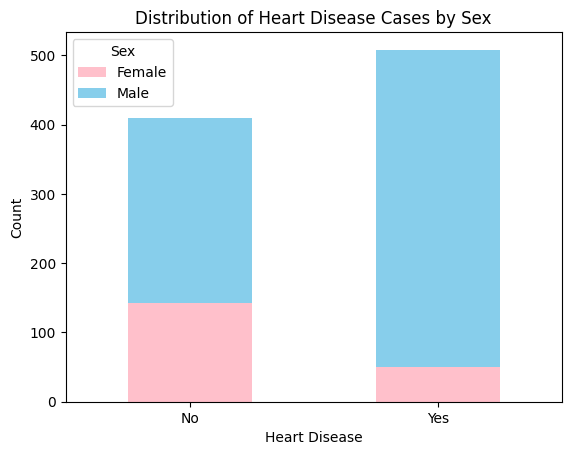 Distribution of Heart Disease Cases by Sex
Sex
Female
Male
500
400
300
200
100
0
Count
No
Yes
Heart Disease